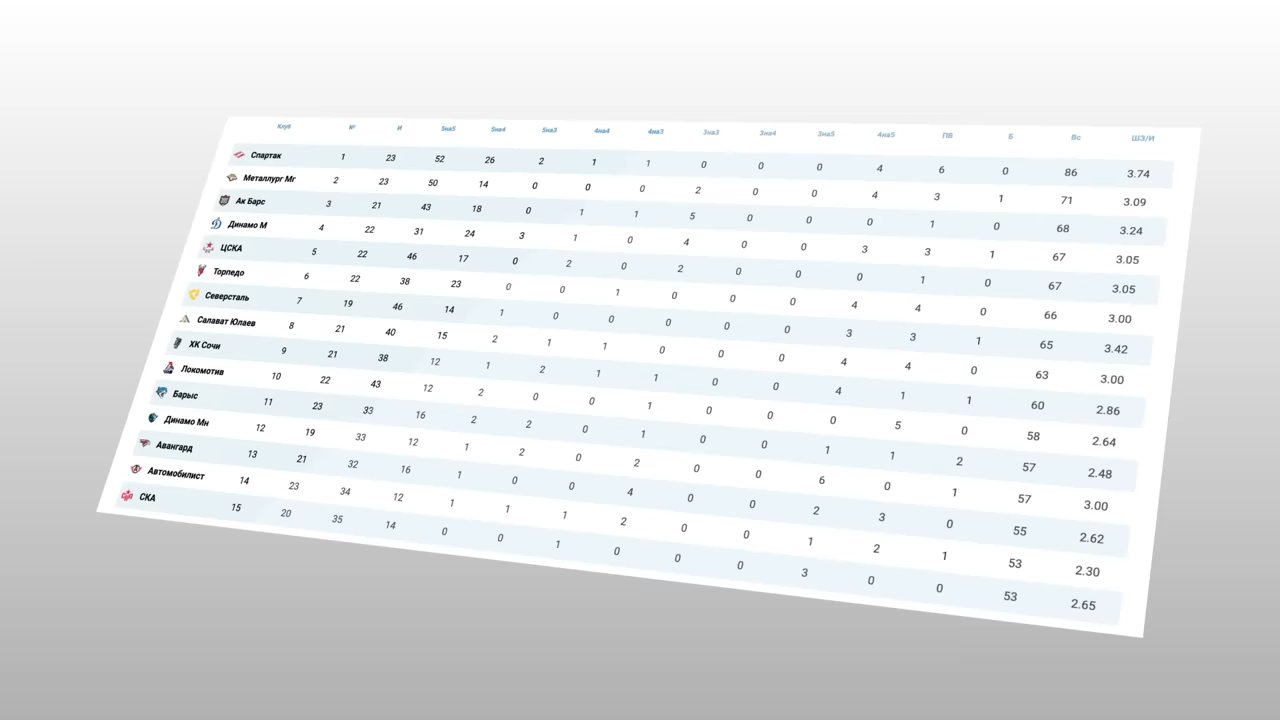 Клуб № И 5на5 5на4 5на3 4на4 4на3 3на3 3на4 3на5 4на5 ПВ Б Вс ШЗ/И
Спартак 1 23 52 26 2 1 1 0 0 0 4 6 0 86 3.74
Металлург Мг 2 23 50 14 0 0 0 2 0 0 4 3 1 71 3.09
Ак Барс 3 21 43 18 0 1 1 5 0 0 0 1 0 68 3.24
Динамо М 4 22 31 24 3 1 0 4 0 0 3 3 1 67 3.05
ЦСКА 5 22 46 17 0 2 0 2 0 0 0 1 0 67 3.05
Торпедо 6 22 38 23 0 0 1 0 0 0 4 4 0 66 3.00
Северсталь 7 19 46 14 1 0 0 0 0 0 3 3 1 65 3.42
Салават Юлаев 8 21 40 15 2 1 1 0 0 0 4 4 0 63 3.00
ХК Сочи 9 21 38 12 1 2 1 1 0 0 4 1 1 60 2.86
Локомотив 10 22 43 12 2 0 0 1 0 0 0 5 0 58 2.64
Барыс 11 23 33 16 2 2 0 1 0 0 1 1 2 57 2.48
Динамо Мн 12 19 33 12 1 2 0 2 0 0 6 0 1 57 3.00
Авангард 13 21 32 16 1 0 0 4 0 0 2 3 0 55 2.62
Автомобилист 14 23 34 12 1 1 1 2 0 0 1 2 1 53 2.30
СКА 15 20 35 14 0 0 1 0 0 0 3 0 0 53 2.65